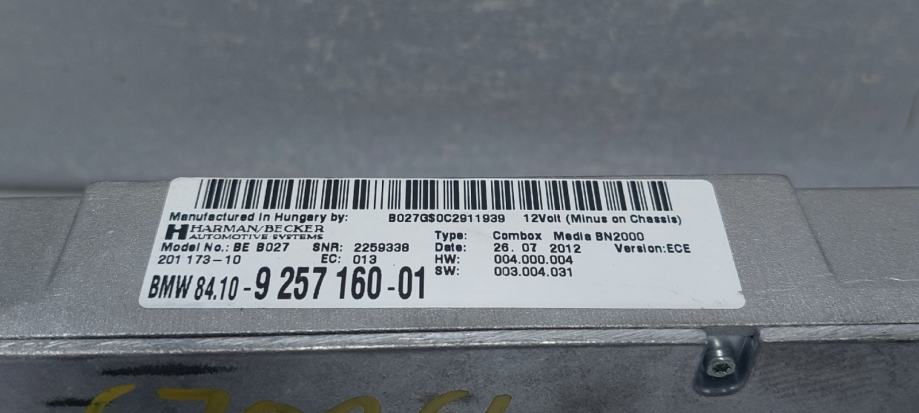 Manufactured in Hungary by: B027GS0C2911939 12Volt (Minus on Chassis)
HARMAN/BECKER Type: Combox Media BN2000
AUTOMOTIVE SYSTEMS
Model No.: BE B027 SNR: 2259338 Date: 26. 07 2012 Version:ECE
201 173-10 EC: 013 HW: 004.000.004
SW: 003.004.031
BMW 84.10 - 9 257 160-01